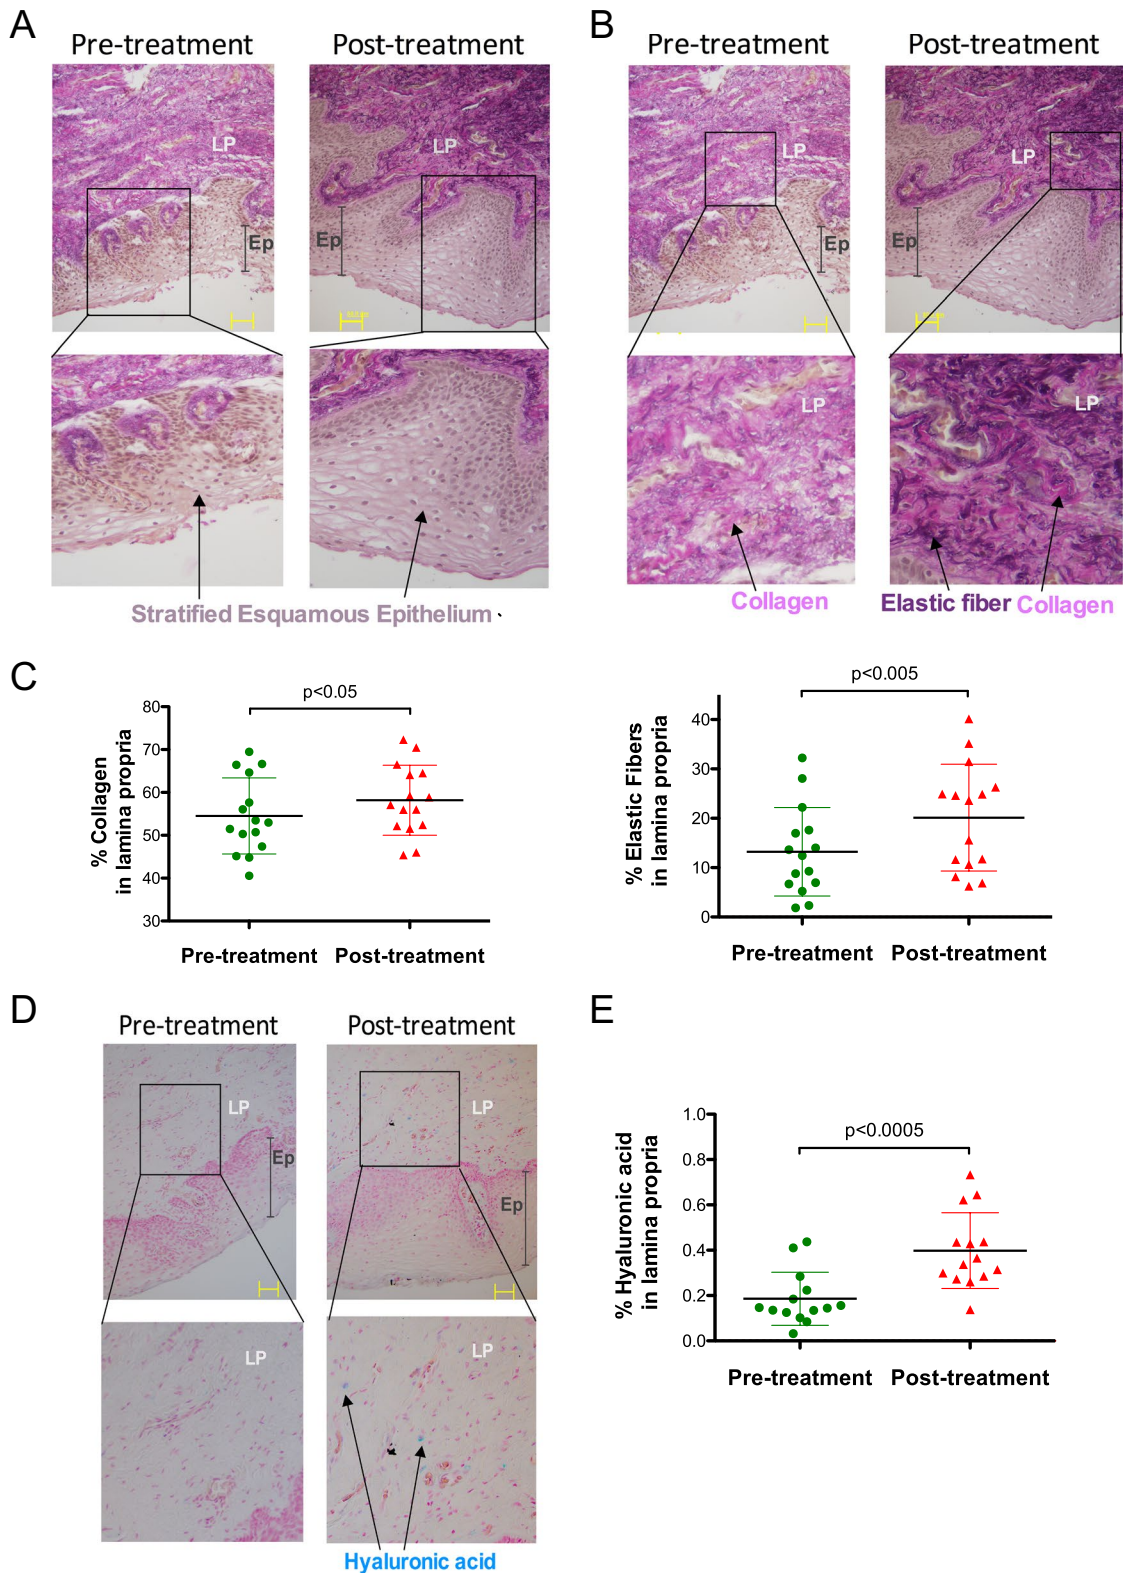 A
Pre-treatment
Post-treatment
LP
LP
Ep
Ep
Stratified Esquamous Epithelium
B
Pre-treatment
Post-treatment
LP
LP
Ep
Ep
LP
LP
Collagen
Elastic fiber
Collagen
C
p<0.05
80
70
60
50
40
30
% Collagen
in lamina propria
Pre-treatment
Post-treatment
p<0.005
40
30
20
10
0
% Elastic Fibers
in lamina propria
Pre-treatment
Post-treatment
D
Pre-treatment
Post-treatment
LP
LP
Ep
Ep
LP
LP
Hyaluronic acid
E
p<0.0005
1.0
0.8
0.6
0.4
0.2
0.0
% Hyaluronic acid
in lamina propria
Pre-treatment
Post-treatment